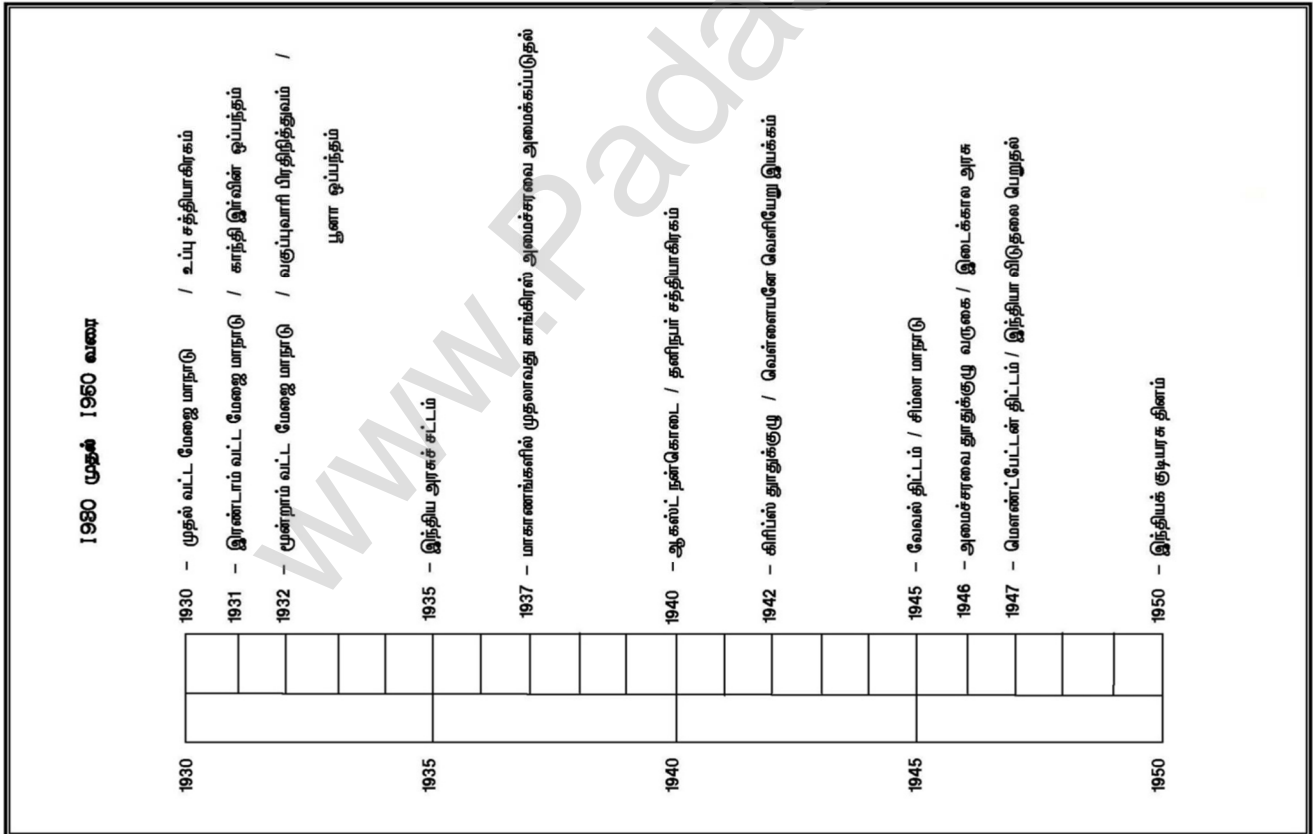 1980 முதல் 1950 வரை
1930 – முதல் வட்ட மேஜை மாநாடு / உப்பு சத்தியாகிரகம்
1931 – இரண்டாம் வட்ட மேஜை மாநாடு / காந்தி இர்வின் ஒப்பந்தம்
1932 – மூன்றாம் வட்ட மேஜை மாநாடு / வகுப்புவாரி பிரதிநித்துவம் /
பூனா ஒப்பந்தம்
1935 – இந்திய அரசுச் சட்டம்
1937 – மாகாணங்களில் முதலாவது காங்கிரஸ் அமைச்சரவை அமைக்கப்படுதல்
1940 – ஆகஸ்ட் நன்கொடை / தனிநபர் சத்தியாகிரகம்
1942 – கிரிப்ஸ் தூதுக்குழு / வெள்ளையனே வெளியேறு இயக்கம்
1945 – வேவல் திட்டம் / சிம்லா மாநாடு
1946 – அமைச்சரவை தூதுக்குழு வருகை / இடைக்கால அரசு
1947 – மௌண்ட்பேட்டன் திட்டம் / இந்தியா விடுதலை பெறுதல்
1950 – இந்தியக் குடியரசு தினம்
1930
1935
1940
1945
1950
www.Pada